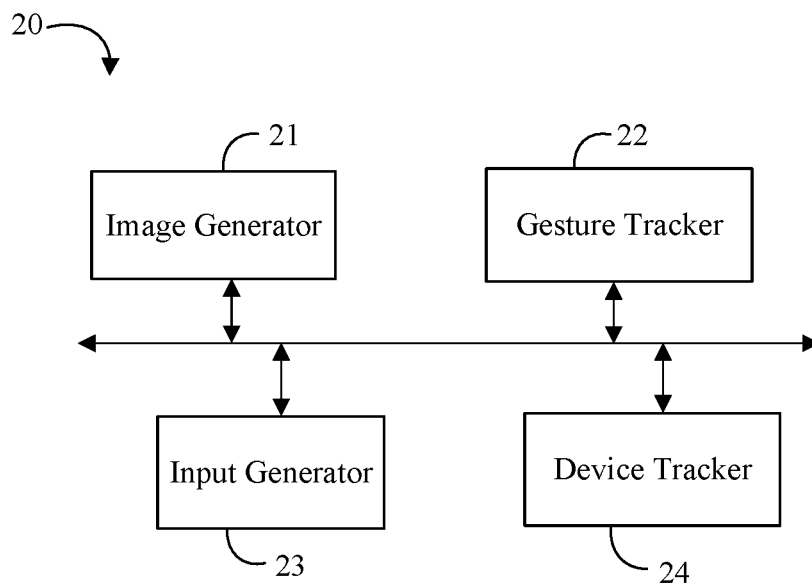 20
21
22
Image Generator
Gesture Tracker
Input Generator
Device Tracker
23
24